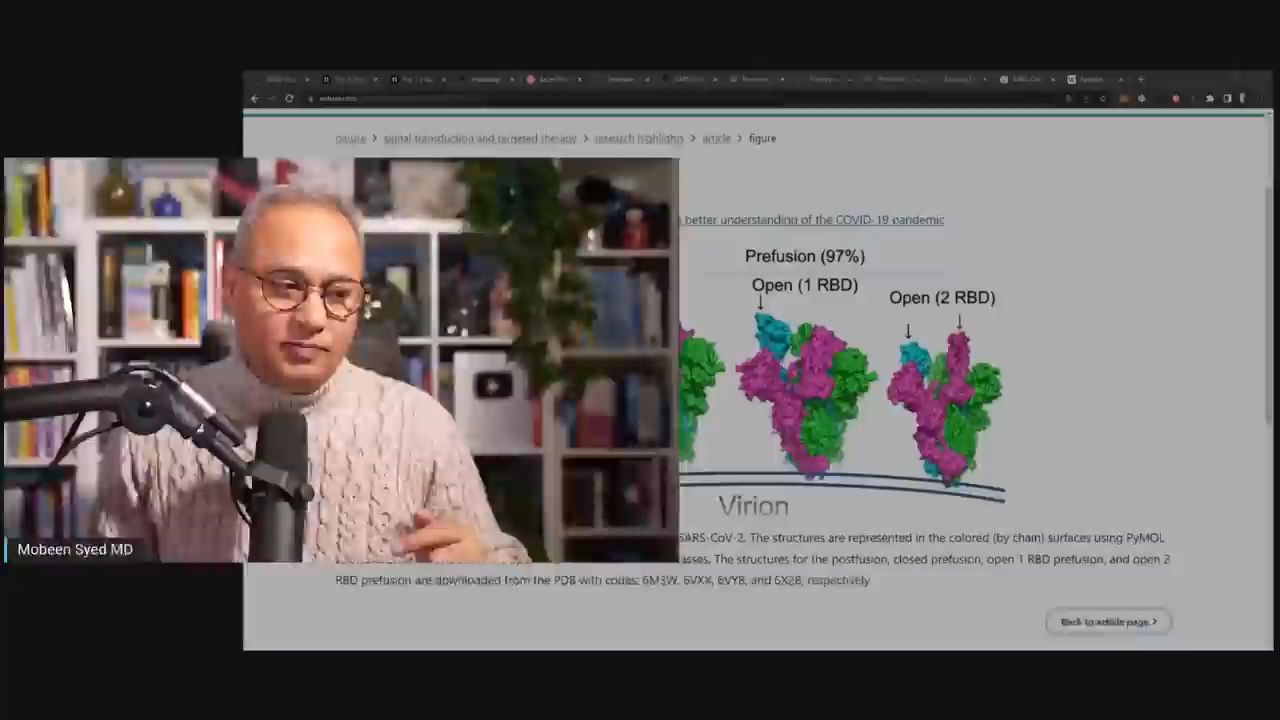 nature > signal transduction and targeted therapy > research highlights > article > figure
better understanding of the COVID-19 pandemic
Prefusion (97%)
Open (1 RBD)
Open (2 RBD)
Virion
SARS-CoV-2. The structures are represented in the colored (by chain) surfaces using PyMOL
The structures for the postfusion, closed prefusion, open 1 RBD prefusion, and open 2
RBD prefusion are downloaded from the PDB with codes: 6M3W, 6VXX, 6VYB, and 6X2B, respectively
Back to article page >
Mobeen Syed MD